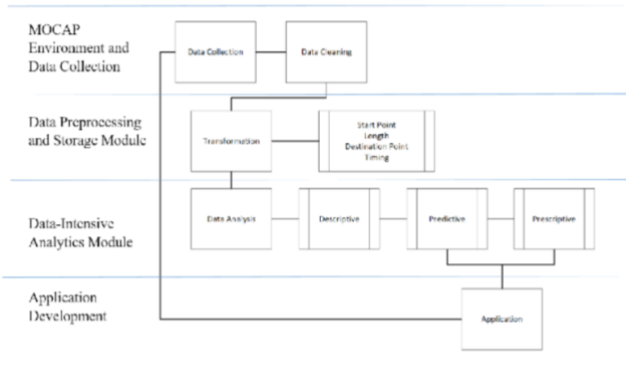 MOCAP
Environment and
Data Collection
Data Collection
Data Cleaning
Data Preprocessing
and Storage Module
Transformation
Start Point
Length
Destination Point
Timing
Data-Intensive
Analytics Module
Data Analysis
Descriptive
Predictive
Prescriptive
Application
Development
Application